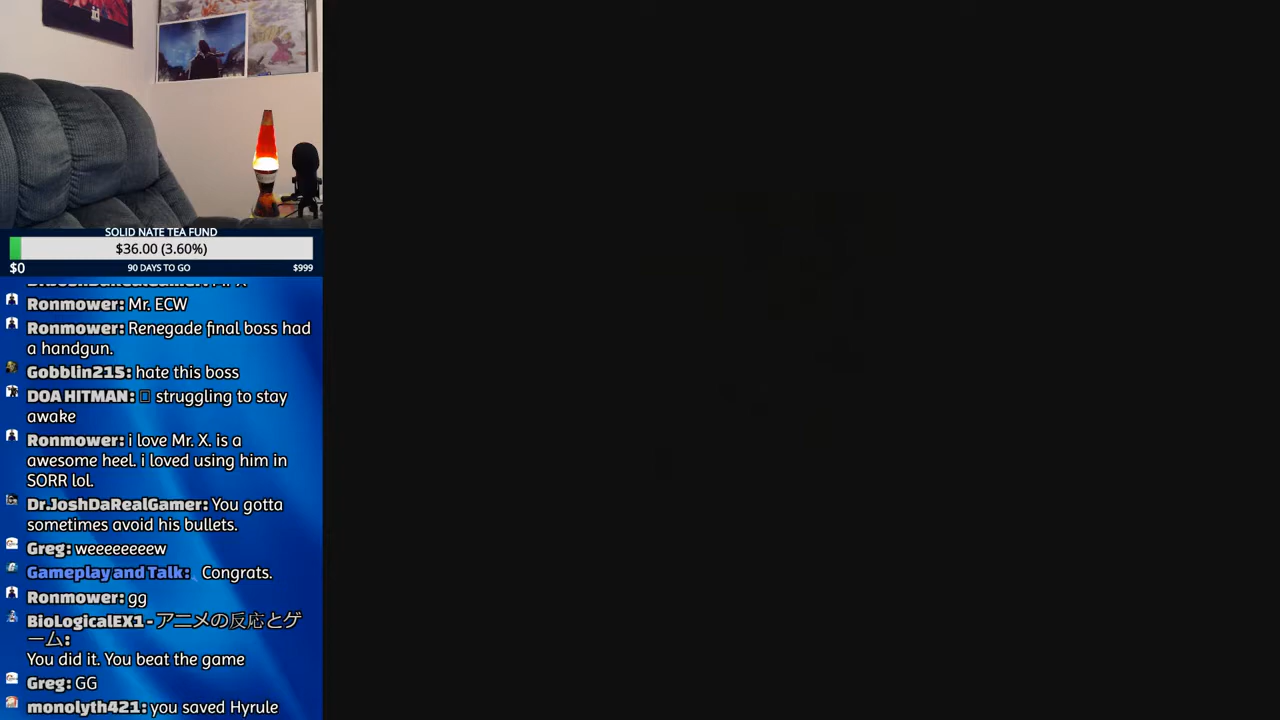 SOLID NATE TEA FUND
$36.00 (3.60%)
$0 90 DAYS TO GO $999
Ronmower: Mr. ECW
Ronmower: Renegade final boss had
a handgun.
Gobblin215: hate this boss
DOA HITMAN: struggling to stay
awake
Ronmower: i love Mr. X. is a
awesome heel. i loved using him in
SORR lol.
Dr.JoshDaRealGamer: You gotta
sometimes avoid his bullets.
Greg: weeeeeeeew
Gameplay and Talk: Congrats.
Ronmower: gg
BioLogicalEX1 - アニメの反応とゲ
ーム:
You did it. You beat the game
Greg: GG
monolyth421: you saved Hyrule